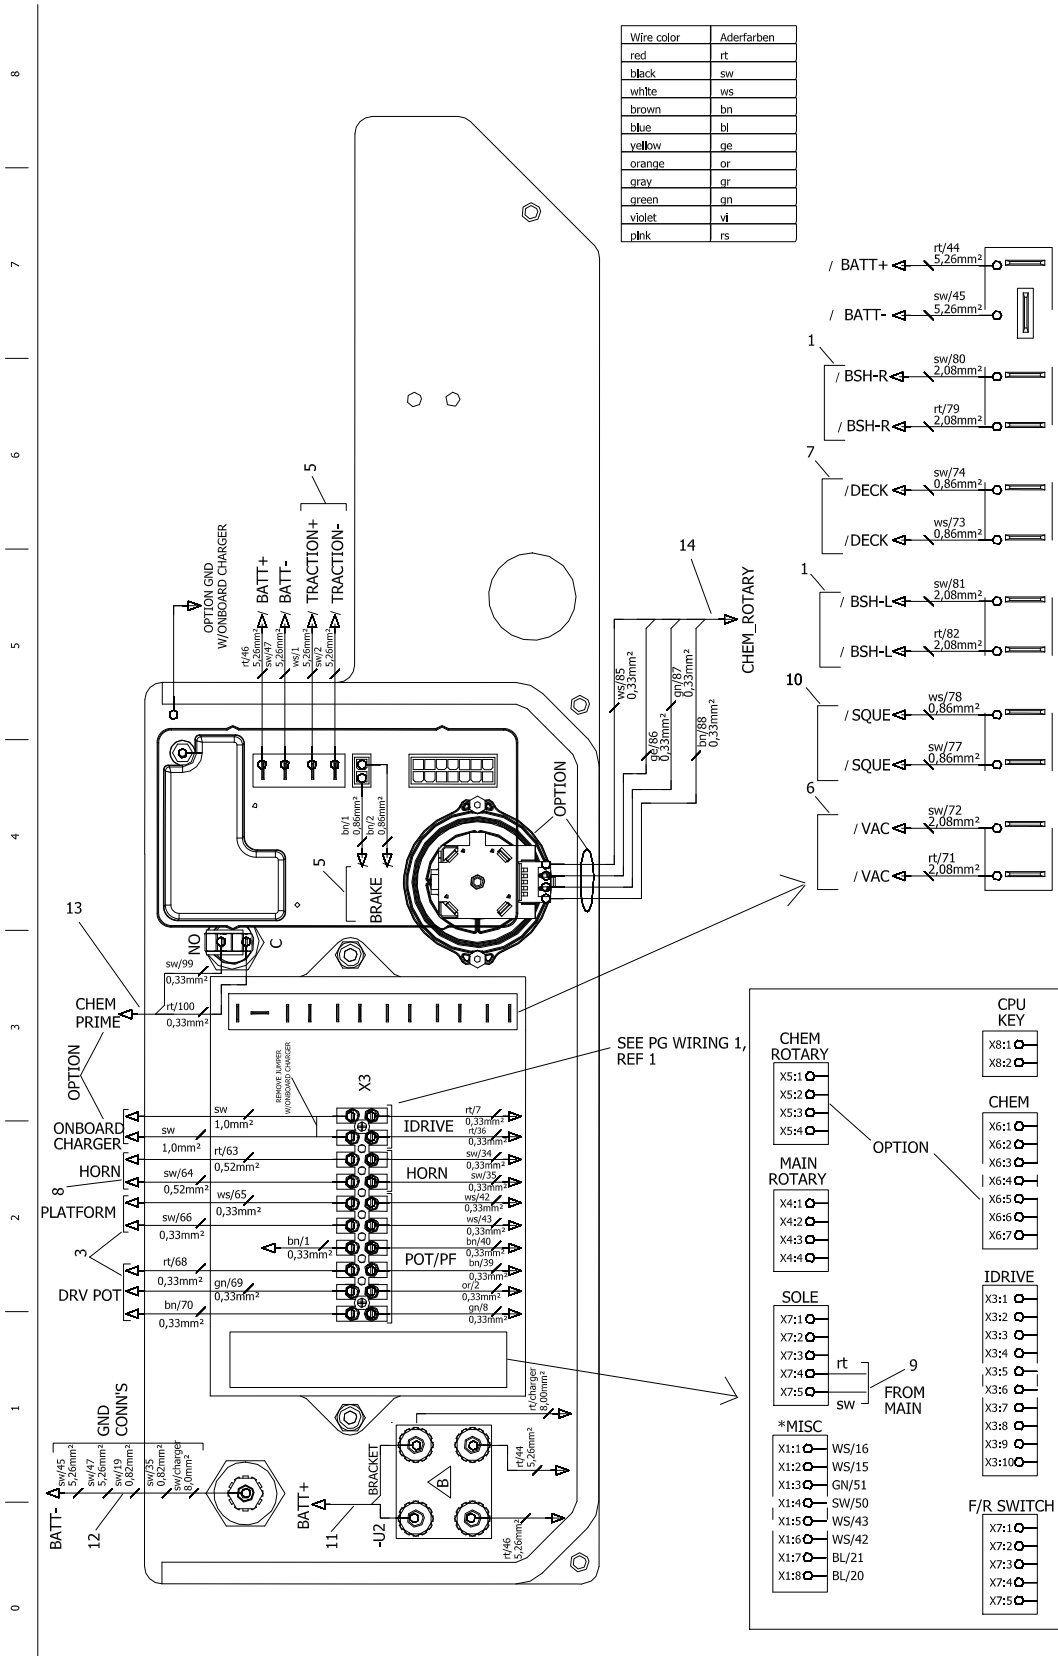 Wire color Aderfarben
red rt
black sw
white ws
brown bn
blue bl
yellow ge
orange or
gray gr
green gn
violet vi
pink rs
8
7
6
5
4
3
2
1
0
/ BATT+ rt/44 5,26mm²
/ BATT- sw/45 5,26mm²
1
/ BSH-R sw/80 2,08mm²
/ BSH-R rt/79 2,08mm²
7
/DECK sw/74 0,86mm²
/DECK ws/73 0,86mm²
1
/ BSH-L sw/81 2,08mm²
/ BSH-L rt/82 2,08mm²
10
/SQUE ws/78 0,86mm²
/SQUE sw/77 0,86mm²
6
/ VAC sw/72 2,08mm²
/ VAC rt/71 2,08mm²
OPTION GND
W/ONBOARD CHARGER
5
rt/46 5,26mm² / BATT+
sw/47 5,26mm² / BATT-
ws/1 5,26mm² / TRACTION+
sw/2 5,26mm² / TRACTION-
14
CHEM_ROTARY
ws/85 0,33mm²
ge/86 0,33mm²
gn/87 0,33mm²
bn/88 0,33mm²
OPTION
bn/1 0,86mm²
bn/2 0,86mm²
5
BRAKE
13
NO
C
sw/99 0,33mm²
rt/100 0,33mm²
CHEM
PRIME
OPTION
REMOVE JUMPER
W/ONBOARD CHARGER
X3
SEE PG WIRING 1,
REF 1
ONBOARD
CHARGER
sw 1,0mm²
sw 1,0mm²
IDRIVE
rt/7 0,33mm²
rt/36 0,33mm²
HORN
8
rt/63 0,52mm²
sw/64 0,52mm²
HORN
sw/34 0,33mm²
sw/35 0,33mm²
PLATFORM
3
ws/65 0,33mm²
sw/66 0,33mm²
ws/42 0,33mm²
ws/43 0,33mm²
bn/1 0,33mm²
POT/PF
bn/40 0,33mm²
bn/39 0,33mm²
or/2 0,33mm²
gn/8 0,33mm²
DRV POT
rt/68 0,33mm²
gn/69 0,33mm²
bn/70 0,33mm²
GND
CONN'S
sw/45 5,26mm²
sw/47 5,26mm²
sw/19 0,82mm²
sw/35 0,82mm²
sw/charger 8,0mm²
BATT-
12
BATT+
11
BRACKET
-U2
B
rt/charger 8,00mm²
rt/44 5,26mm²
rt/46 5,26mm²
CHEM
ROTARY
X5:1
X5:2
X5:3
X5:4
MAIN
ROTARY
X4:1
X4:2
X4:3
X4:4
SOLE
X7:1
X7:2
X7:3
X7:4 rt
X7:5 sw
9
FROM
MAIN
*MISC
X1:1 WS/16
X1:2 WS/15
X1:3 GN/51
X1:4 SW/50
X1:5 WS/43
X1:6 WS/42
X1:7 BL/21
X1:8 BL/20
OPTION
CPU
KEY
X8:1
X8:2
CHEM
X6:1
X6:2
X6:3
X6:4
X6:5
X6:6
X6:7
IDRIVE
X3:1
X3:2
X3:3
X3:4
X3:5
X3:6
X3:7
X3:8
X3:9
X3:10
F/R SWITCH
X7:1
X7:2
X7:3
X7:4
X7:5